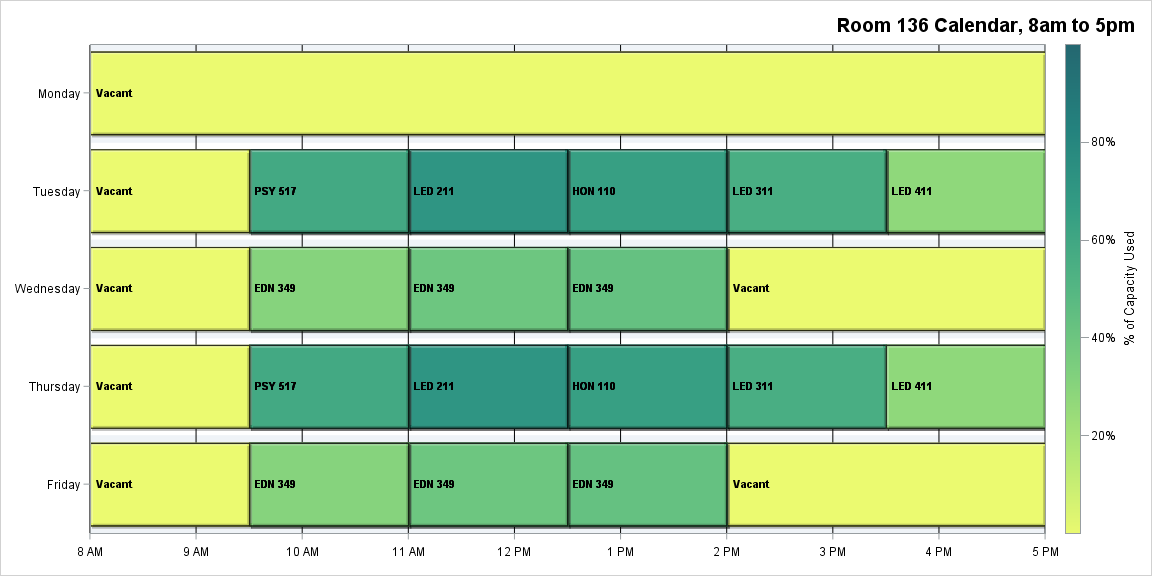 Room 136 Calendar, 8am to 5pm
Monday
Vacant
Tuesday
Vacant
PSY 517
LED 211
HON 110
LED 311
LED 411
Wednesday
Vacant
EDN 349
EDN 349
EDN 349
Vacant
Thursday
Vacant
PSY 517
LED 211
HON 110
LED 311
LED 411
Friday
Vacant
EDN 349
EDN 349
EDN 349
Vacant
8 AM
9 AM
10 AM
11 AM
12 PM
1 PM
2 PM
3 PM
4 PM
5 PM
80%
60%
40%
20%
% of Capacity Used